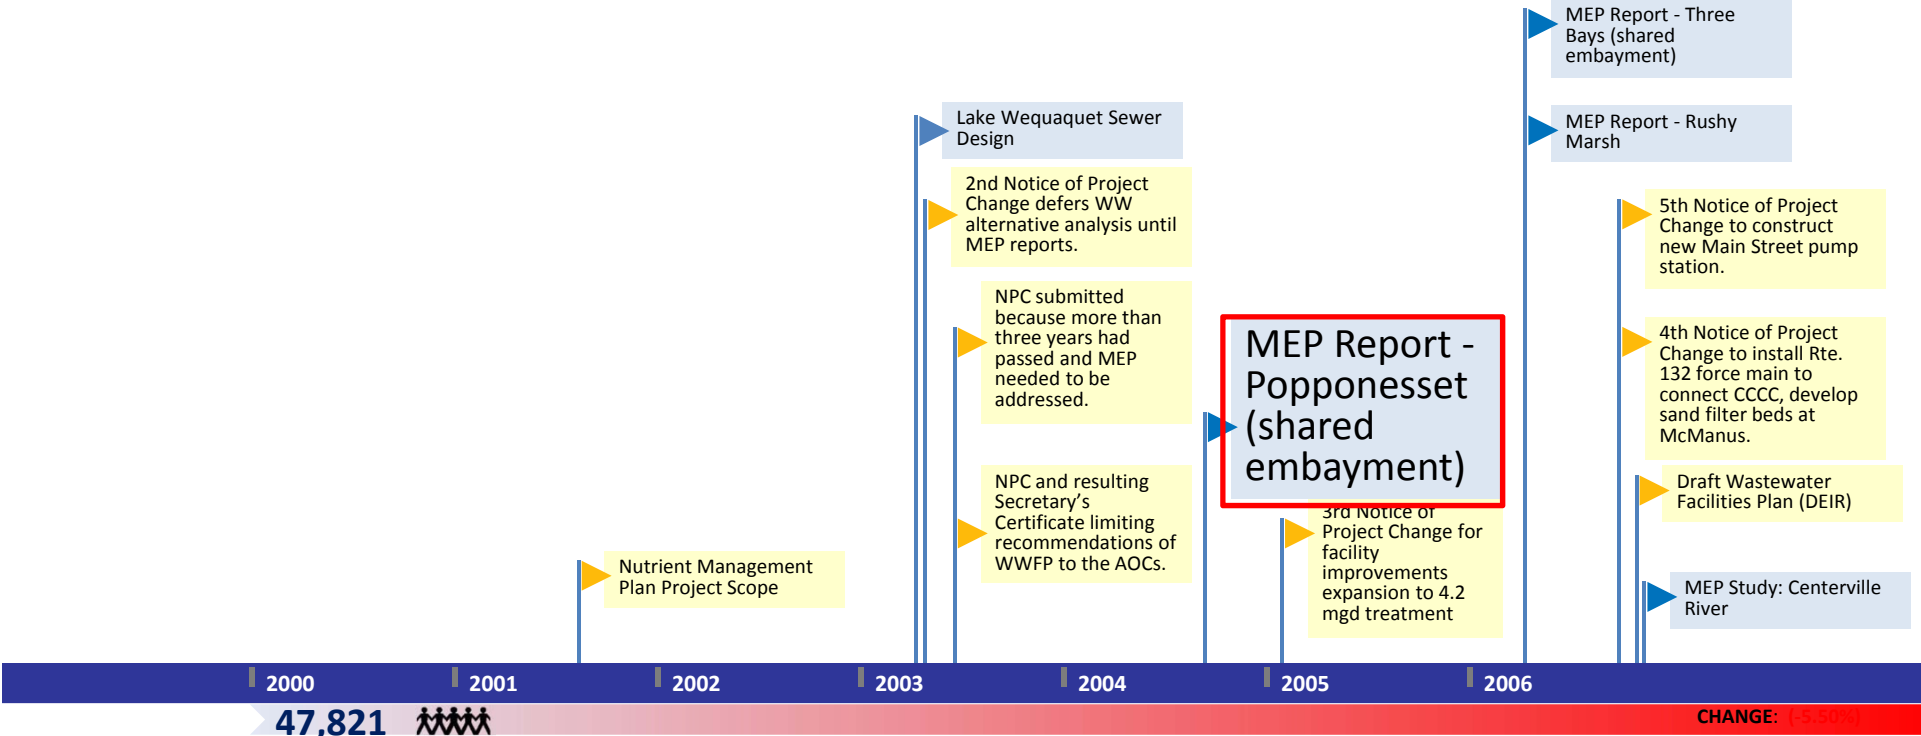 MEP Report - Three
Bays (shared
embayment)
Lake Wequaquet Sewer
Design
MEP Report - Rushy
Marsh
2nd Notice of Project
Change defers WW
alternative analysis until
MEP reports.
5th Notice of Project
Change to construct
new Main Street pump
station.
NPC submitted
because more than
three years had
passed and MEP
needed to be
addressed.
MEP Report -
Popponesset
(shared
embayment)
4th Notice of Project
Change to install Rte.
132 force main to
connect CCCC, develop
sand filter beds at
McManus.
NPC and resulting
Secretary’s
Certificate limiting
recommendations of
WWFP to the AOCs.
3rd Notice of
Project Change for
facility
improvements
expansion to 4.2
mgd treatment
Draft Wastewater
Facilities Plan (DEIR)
Nutrient Management
Plan Project Scope
MEP Study: Centerville
River
2000 2001 2002 2003 2004 2005 2006
47,821
CHANGE: (-5.50%)